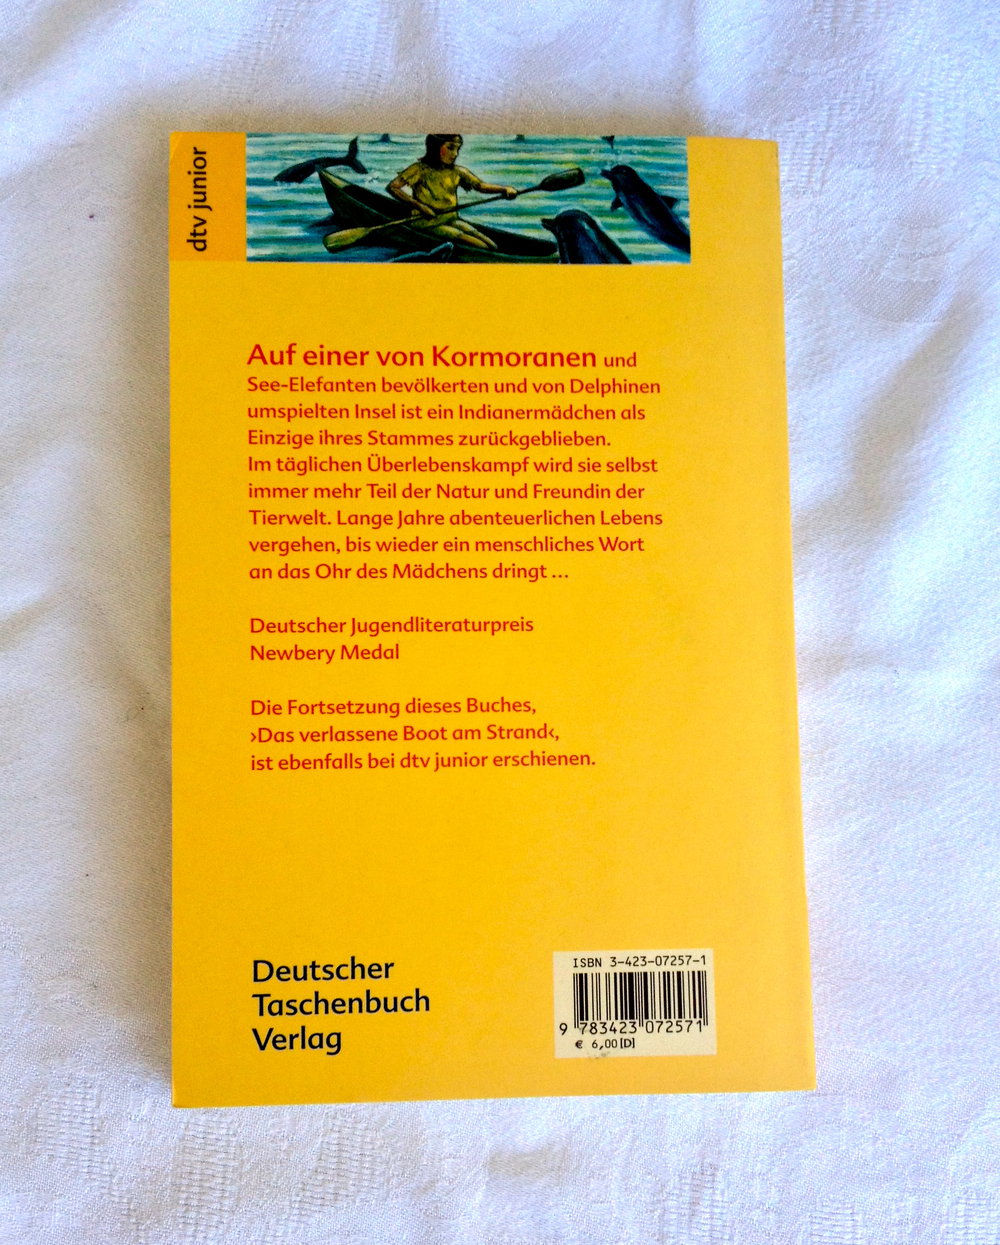 dtv junior
Auf einer von Kormoranen und
See-Elefanten bevölkerten und von Delphinen
umspielten Insel ist ein Indianermädchen als
Einzige ihres Stammes zurückgeblieben.
Im täglichen Überlebenskampf wird sie selbst
immer mehr Teil der Natur und Freundin der
Tierwelt. Lange Jahre abenteuerlichen Lebens
vergehen, bis wieder ein menschliches Wort
an das Ohr des Mädchens dringt ...
Deutscher Jugendliteraturpreis
Newbery Medal
Die Fortsetzung dieses Buches,
›Das verlassene Boot am Strand‹,
ist ebenfalls bei dtv junior erschienen.
Deutscher
Taschenbuch
Verlag
ISBN 3-423-07257-1
9 783423 072571
€ 6,00 [D]